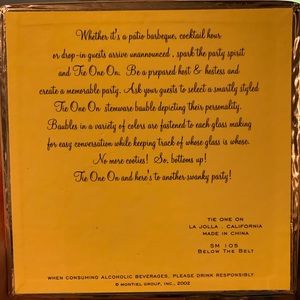 Whether it's a patio barbeque, cocktail hour
or drop-in guests arrive unannounced , spark the party spirit
and Tie One On. Be a prepared host & hostess and
create a memorable party. Ask your guests to select a smartly styled
Tie One On stemware bauble depicting their personality.
Baubles in a variety of colors are fastened to each glass making
for easy conversation while keeping track of whose glass is whose.
No more cooties! So, bottoms up!
Tie One On and here's to another swanky party!
TIE ONE ON
LA JOLLA , CALIFORNIA
MADE IN CHINA
SM 105
BELOW THE BELT
WHEN CONSUMING ALCOHOLIC BEVERAGES, PLEASE DRINK RESPONSIBLY.
© MONTIEL GROUP, INC., 2002